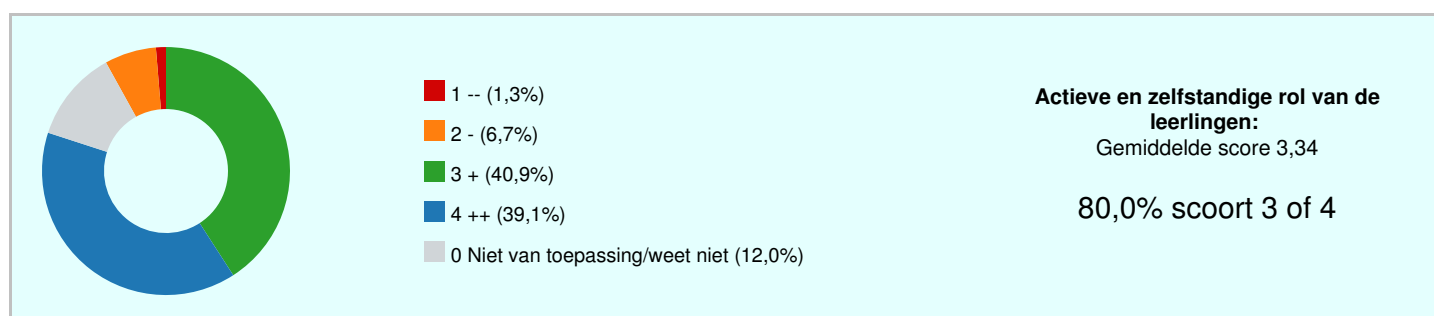 1 -- (1,3%)
2 - (6,7%)
3 + (40,9%)
4 ++ (39,1%)
0 Niet van toepassing/weet niet (12,0%)
Actieve en zelfstandige rol van de
leerlingen:
Gemiddelde score 3,34
80,0% scoort 3 of 4